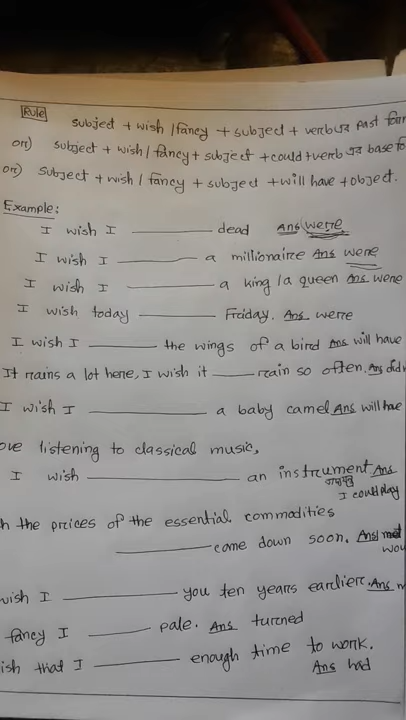 Rule
subject + wish /fancy + subject + verb এর past
or) subject + wish / fancy + subject + could + verb এর base
or) subject + wish / fancy + subject + will have + object.
Example:
I wish I ________ dead Ans were
I wish I ________ a millionaire Ans were
I wish I ________ a king /a queen Ans were
I wish today ________ Friday. Ans were
I wish I ________ the wings of a bird Ans will have
It rains a lot here, I wish it ____ rain so often. Ans
I wish I ________ a baby camel Ans will
listening to classical music,
I wish ________ an instrument Ans
I could play
the prices of the essential commodities
________ come down soon. Ans
wish I ________ you ten years earlier. Ans
fancy I ________ pale. Ans turned
that I ________ enough time to work.
Ans had